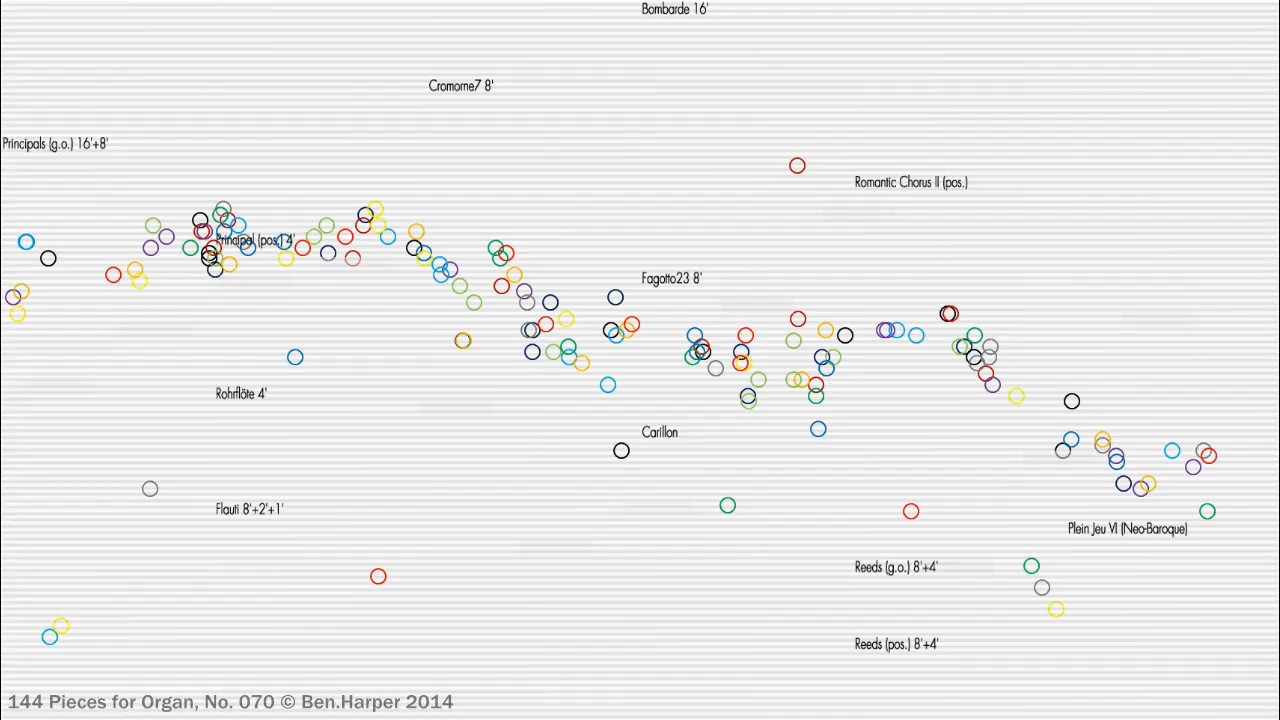 Bombarde 16'
Cromorne7 8'
Principals (g.o.) 16'+8'
Romantic Chorus II (pos.)
Principal (pos.) 4'
Fagotto23 8'
Rohrflöte 4'
Carillon
Flauti 8'+2'+1'
Plein Jeu VI (Neo-Baroque)
Reeds (g.o.) 8'+4'
Reeds (pos.) 8'+4'
144 Pieces for Organ, No. 070 © Ben.Harper 2014